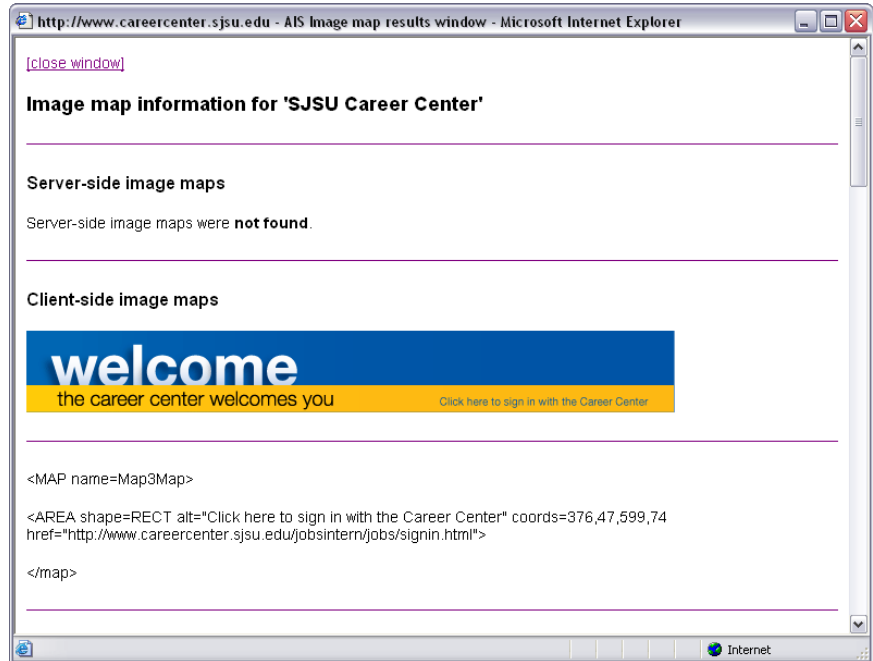 http://www.careercenter.sjsu.edu - AIS Image map results window - Microsoft Internet Explorer
[close window]
Image map information for 'SJSU Career Center'
Server-side image maps
Server-side image maps were not found.
Client-side image maps
welcome
the career center welcomes you
Click here to sign in with the Career Center
<MAP name=Map3Map>
<AREA shape=RECT alt="Click here to sign in with the Career Center" coords=376,47,599,74
href="http://www.careercenter.sjsu.edu/jobsintern/jobs/signin.html">
</map>
Internet